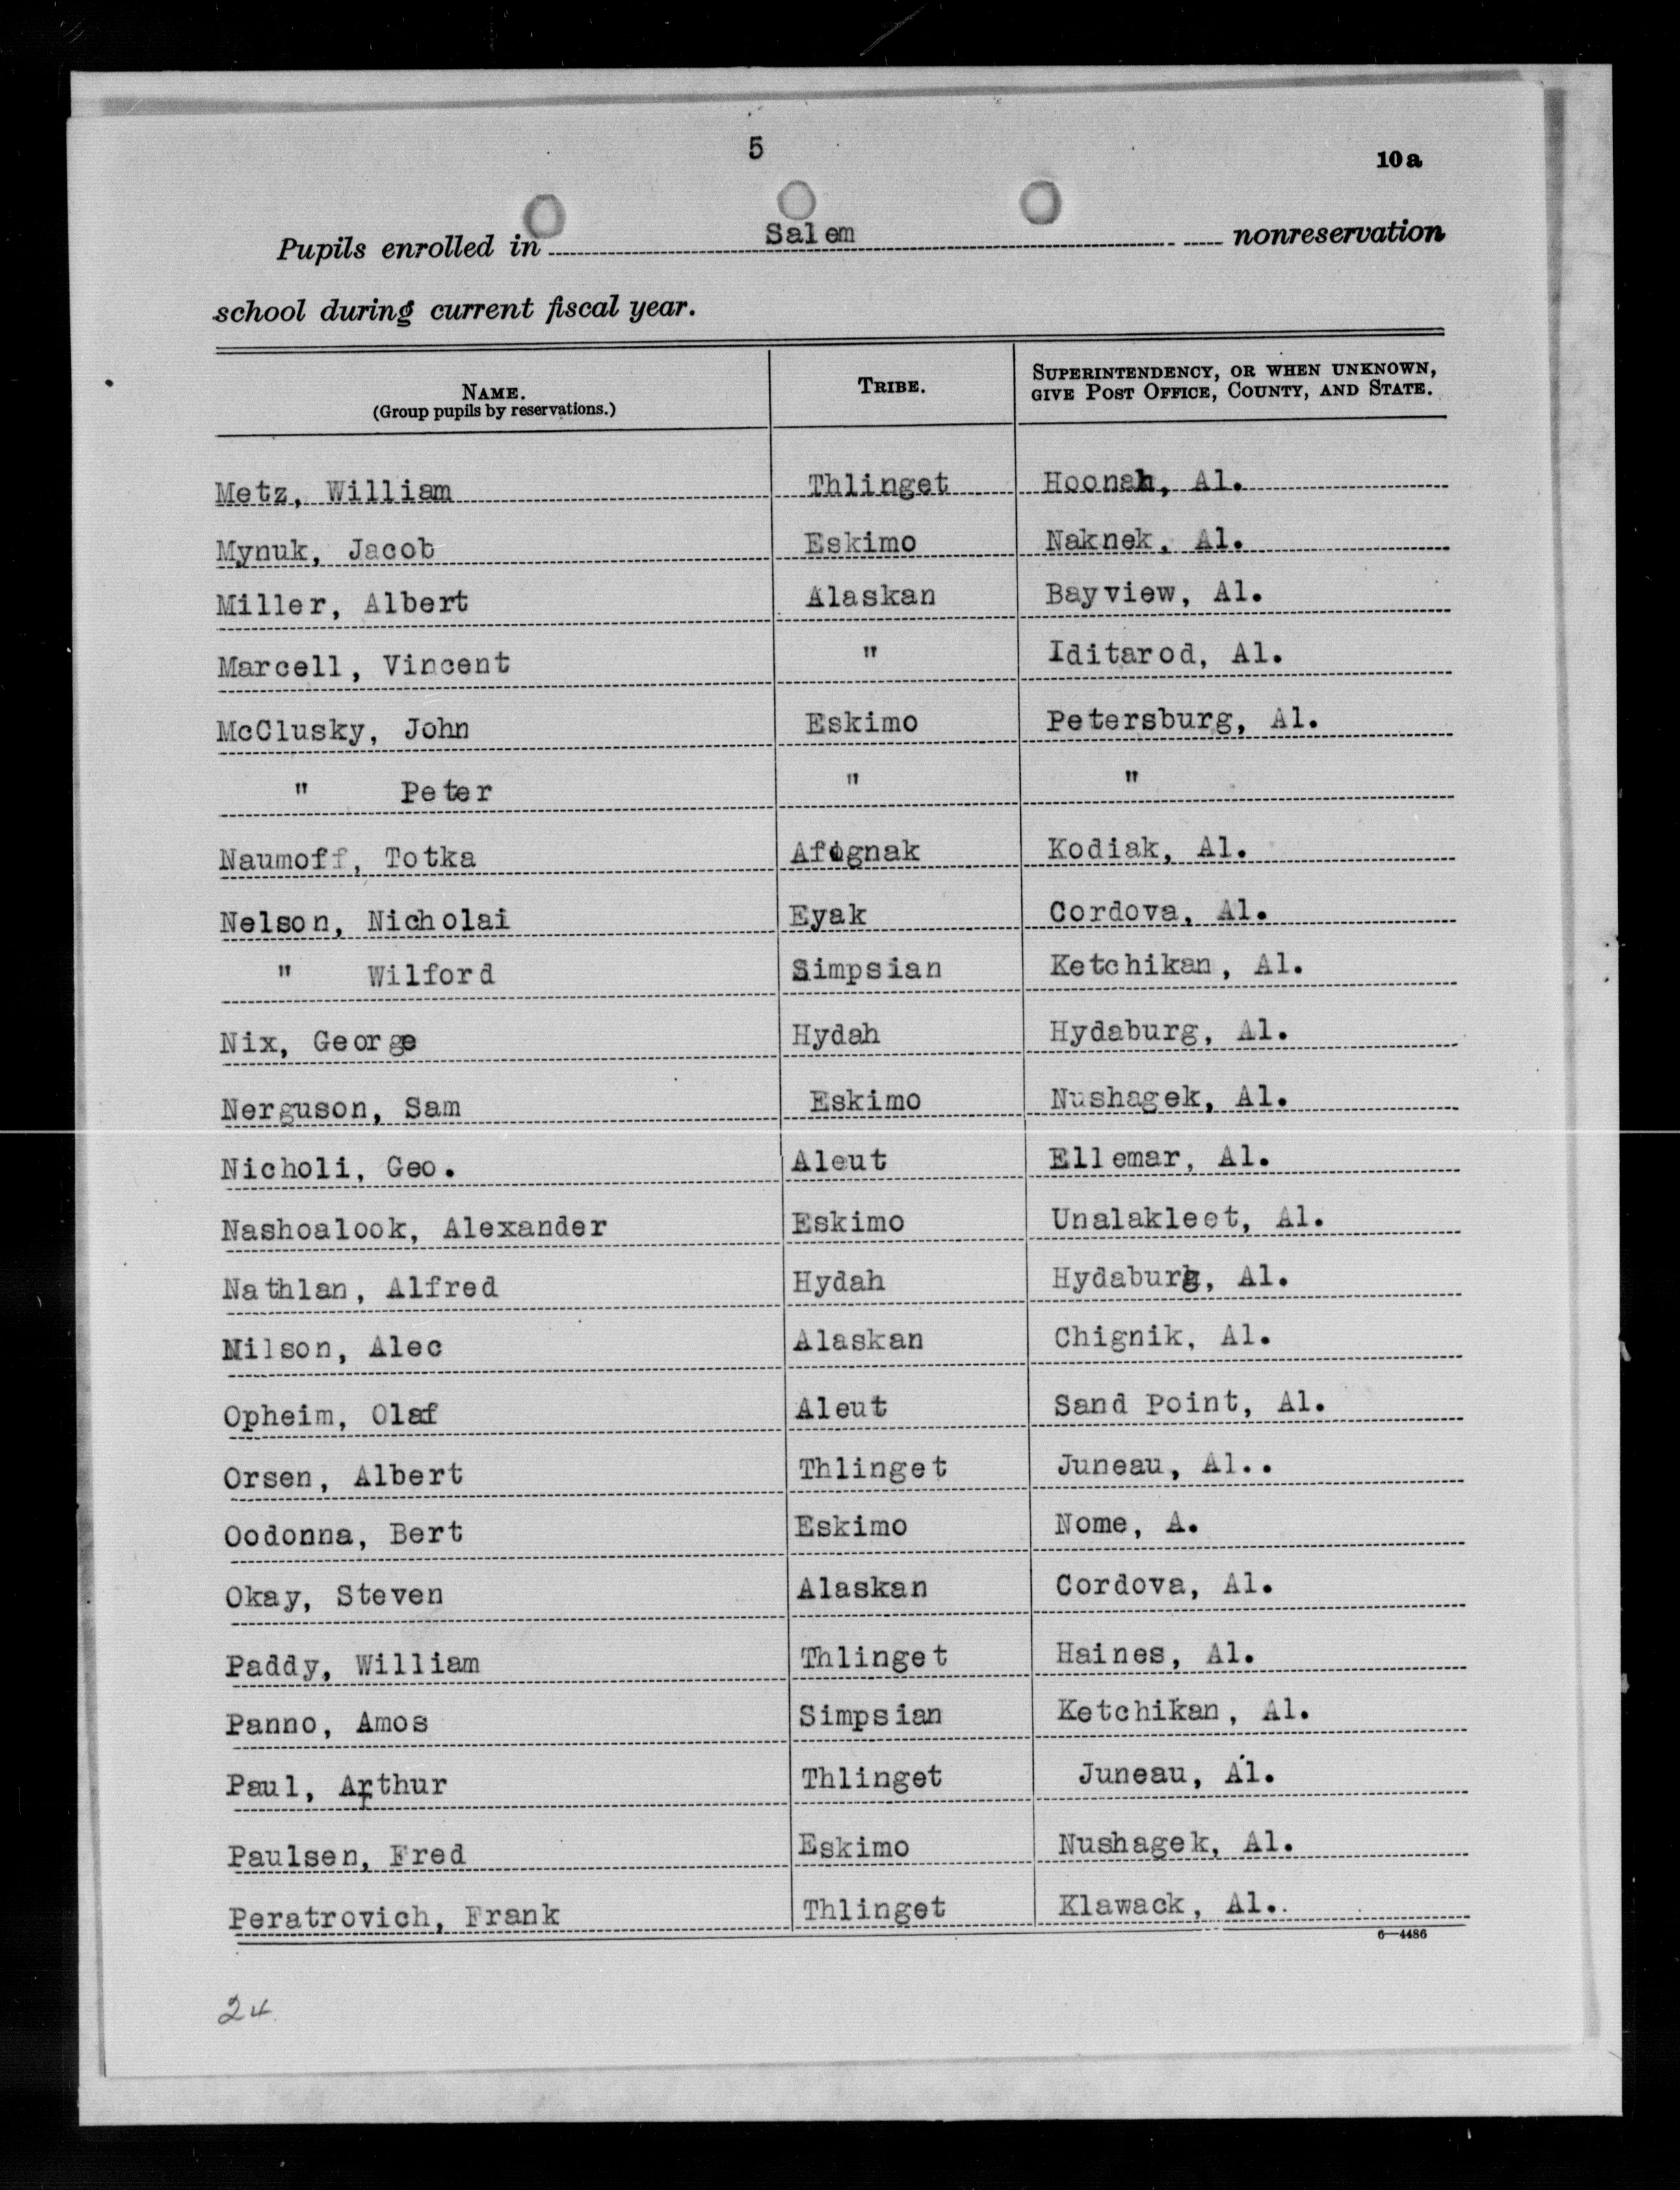 5
10a
Pupils enrolled in Salem nonreservation
school during current fiscal year.
NAME.
(Group pupils by reservations.)
TRIBE.
SUPERINTENDENCY, OR WHEN UNKNOWN,
GIVE POST OFFICE, COUNTY, AND STATE.
Metz, William Thlinget Hoonah, Al.
Mynuk, Jacob Eskimo Naknek, Al.
Miller, Albert Alaskan Bayview, Al.
Marcell, Vincent " Iditarod, Al.
McClusky, John Eskimo Petersburg, Al.
" Peter " "
Naumoff, Totka Afognak Kodiak, Al.
Nelson, Nicholai Eyak Cordova, Al.
" Wilford Simpsian Ketchikan, Al.
Nix, George Hydah Hydaburg, Al.
Nerguson, Sam Eskimo Nushagek, Al.
Nicholi, Geo. Aleut Ellemar, Al.
Nashoalook, Alexander Eskimo Unalakleet, Al.
Nathlan, Alfred Hydah Hydaburg, Al.
Nilson, Alec Alaskan Chignik, Al.
Opheim, Olaf Aleut Sand Point, Al.
Orsen, Albert Thlinget Juneau, Al..
Oodonna, Bert Eskimo Nome, A.
Okay, Steven Alaskan Cordova, Al.
Paddy, William Thlinget Haines, Al.
Panno, Amos Simpsian Ketchikan, Al.
Paul, Arthur Thlinget Juneau, Al.
Paulsen, Fred Eskimo Nushagek, Al.
Peratrovich, Frank Thlinget Klawack, Al.
6—4486
24